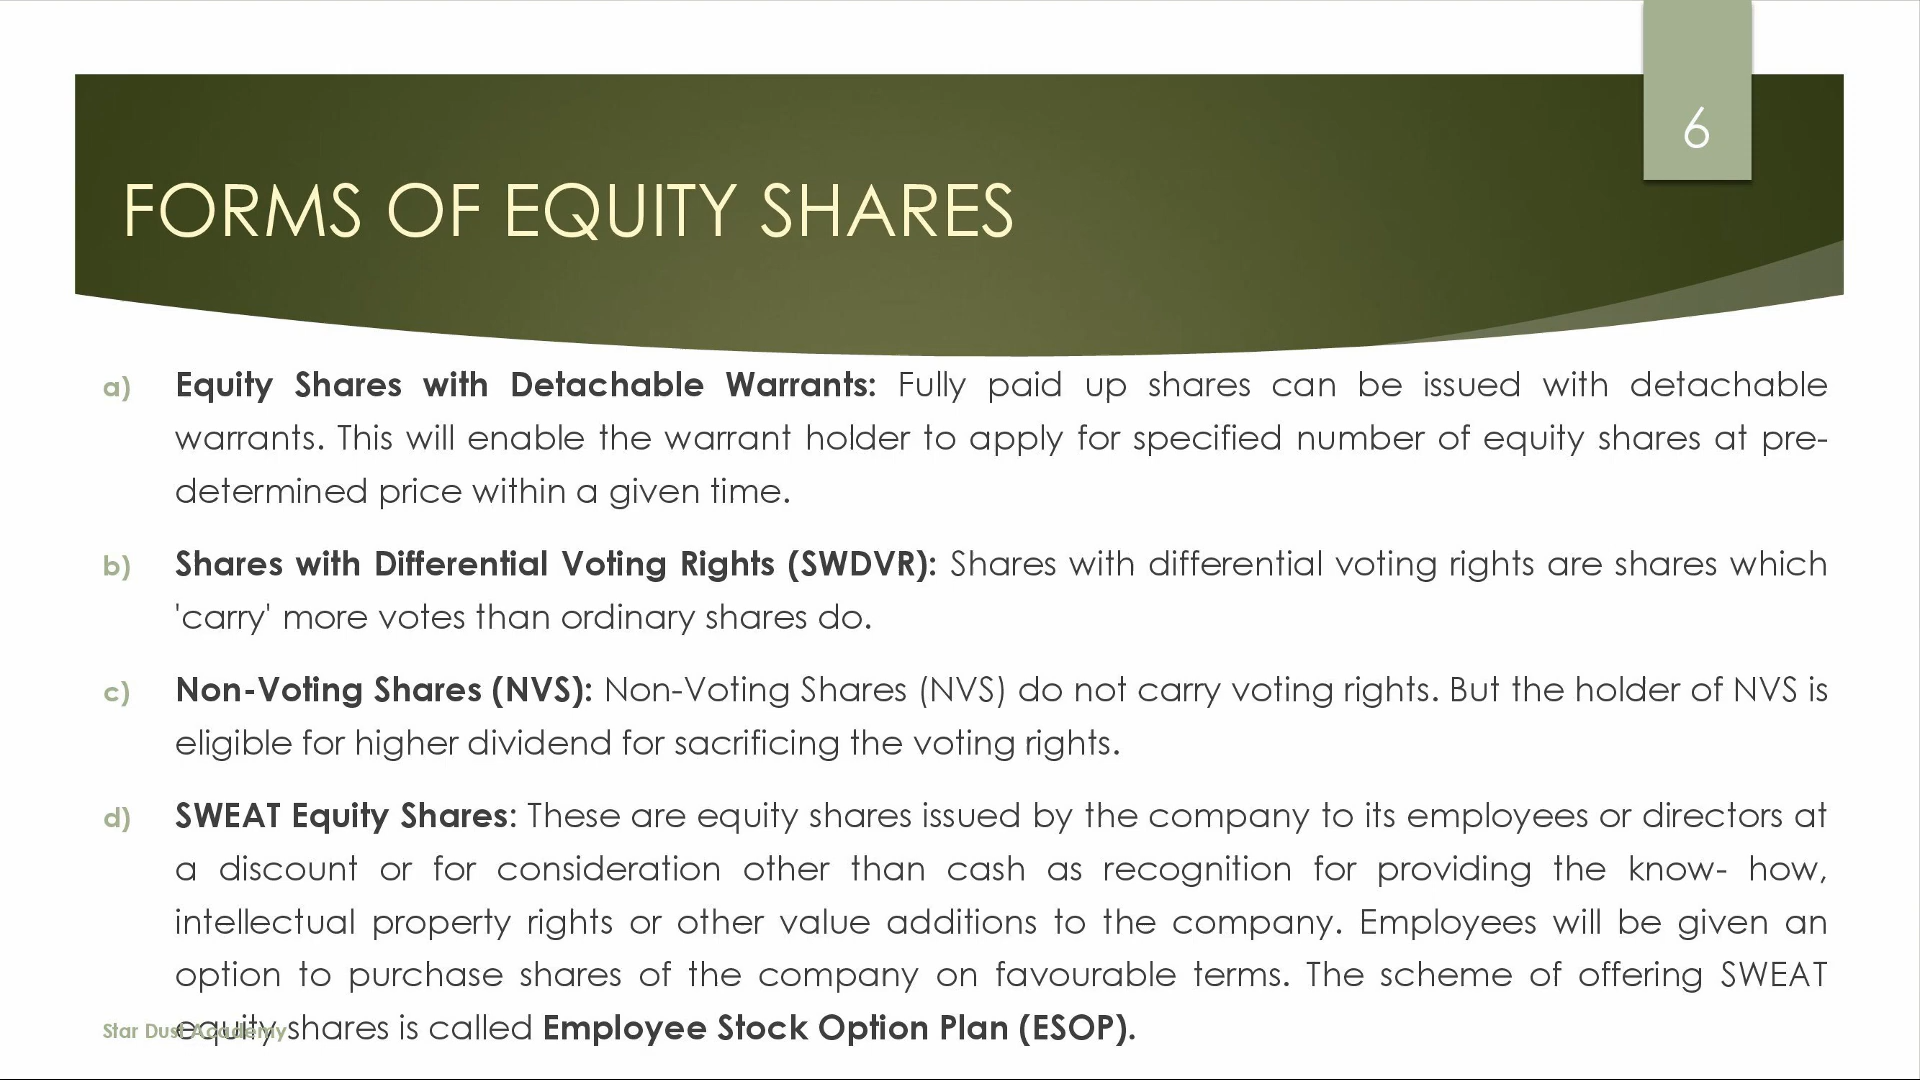 6
FORMS OF EQUITY SHARES
a) Equity Shares with Detachable Warrants: Fully paid up shares can be issued with detachable
warrants. This will enable the warrant holder to apply for specified number of equity shares at pre-
determined price within a given time.
b) Shares with Differential Voting Rights (SWDVR): Shares with differential voting rights are shares which
'carry' more votes than ordinary shares do.
c) Non-Voting Shares (NVS): Non-Voting Shares (NVS) do not carry voting rights. But the holder of NVS is
eligible for higher dividend for sacrificing the voting rights.
d) SWEAT Equity Shares: These are equity shares issued by the company to its employees or directors at
a discount or for consideration other than cash as recognition for providing the know- how,
intellectual property rights or other value additions to the company. Employees will be given an
option to purchase shares of the company on favourable terms. The scheme of offering SWEAT
equity shares is called Employee Stock Option Plan (ESOP).
Star Dust Academy